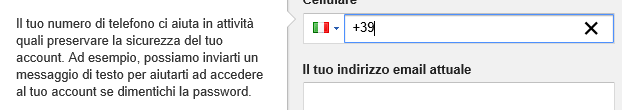 Cellulare
Il tuo numero di telefono ci aiuta in attività
quali preservare la sicurezza del tuo
account. Ad esempio, possiamo inviarti un
messaggio di testo per aiutarti ad accedere
al tuo account se dimentichi la password.
+39
Il tuo indirizzo email attuale